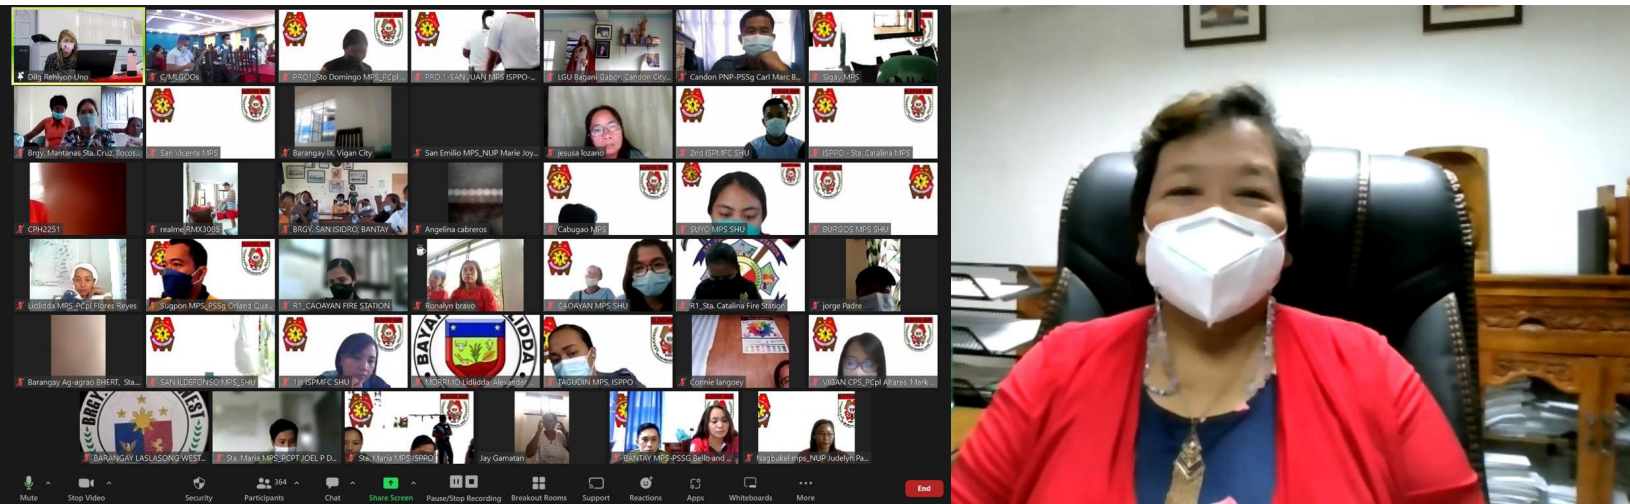 Dilg Rehiyon Uno
C/MLGOOs
PRO1_Sto Domingo MPS_PCpl ...
PRO 1-SAN JUAN MPS ISPPO-...
LGU Bagani Gabor, Candon City...
Candon PNP-PSSg Carl Marc B...
Sigay, MPS
Brgy. Mantanas Sta. Cruz, Ilocos...
San Vicente MPS
Barangay IX, Vigan City
San Emilio MPS_NUP Marie Joy...
jesusa lozano
2nd ISPMFC SHU
ISPPO - Sta. Catalina MPS
CPH2251
realme RMX3085
BRGY. SAN ISIDRO, BANTAY
Angelina cabreros
Cabugao MPS
SUYO MPS SHU
BURGOS MPS SHU
Lidlidda MPS-PCpl Flores Reyes
Sugpon MPS_PSSg Orland Qua...
R1_CAOAYAN FIRE STATION
Ronalyn bravo
CAOAYAN MPS SHU
R1_Sta. Catalina Fire Station
jorge Padre
Barangay Ag-agrao BHERT, Sta...
SAN ILDEFONSO MPS_SHU
1st ISPMFC SHU
MDRRMO Lidlidda, Alexander ...
TAGUDIN MPS, ISPPO
Connie langoey
VIGAN CPS_PCpl Altares, Mark ...
BARANGAY LASLASONG WEST...
Sta. Maria MPS_PCPT JOEL P D...
Sta. Maria MPS ISPPO
Jay Gamatan
BANTAY MPS-PSSG Bello and ...
Nagbukel mps_NUP Judelyn Pa...
364
Mute
Stop Video
Security
Participants
Chat
Share Screen
Pause/Stop Recording
Breakout Rooms
Support
Reactions
Apps
Whiteboards
More
End